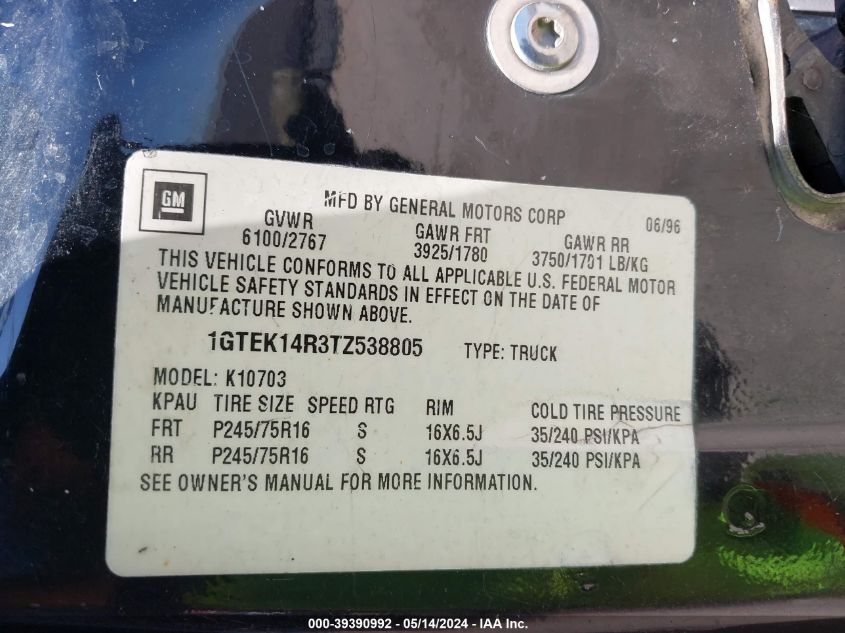 GM
MFD BY GENERAL MOTORS CORP 06/96
GVWR GAWR FRT GAWR RR
6100/2767 3925/1780 3750/1701 LB/KG
THIS VEHICLE CONFORMS TO ALL APPLICABLE U.S. FEDERAL MOTOR
VEHICLE SAFETY STANDARDS IN EFFECT ON THE DATE OF
MANUFACTURE SHOWN ABOVE.
1GTEK14R3TZ538805 TYPE: TRUCK
MODEL: K10703
KPAU TIRE SIZE SPEED RTG RIM COLD TIRE PRESSURE
FRT P245/75R16 S 16X6.5J 35/240 PSI/KPA
RR P245/75R16 S 16X6.5J 35/240 PSI/KPA
SEE OWNER'S MANUAL FOR MORE INFORMATION.
000-39390992 - 05/14/2024 - IAA Inc.